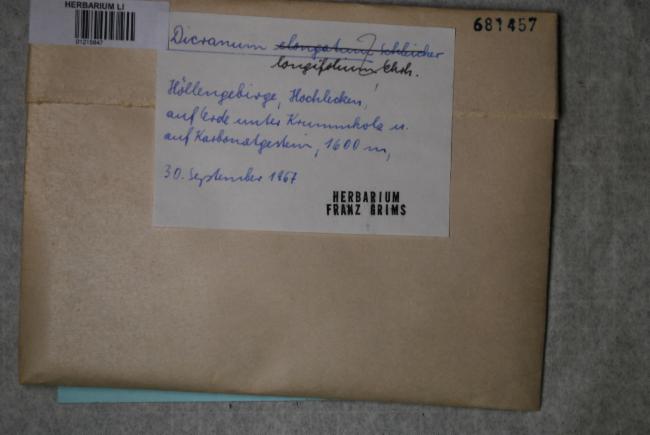 HERBARIUM LI
01215847
681457
Dicranum elongatum? Schleicher
longifolium Ehrh.
Höllengebirge, Hochlecken,
auf Erde unter Krummholz u.
auf Karbonatgestein, 1600 m,
30. September 1967
HERBARIUM
FRANZ GRIMS